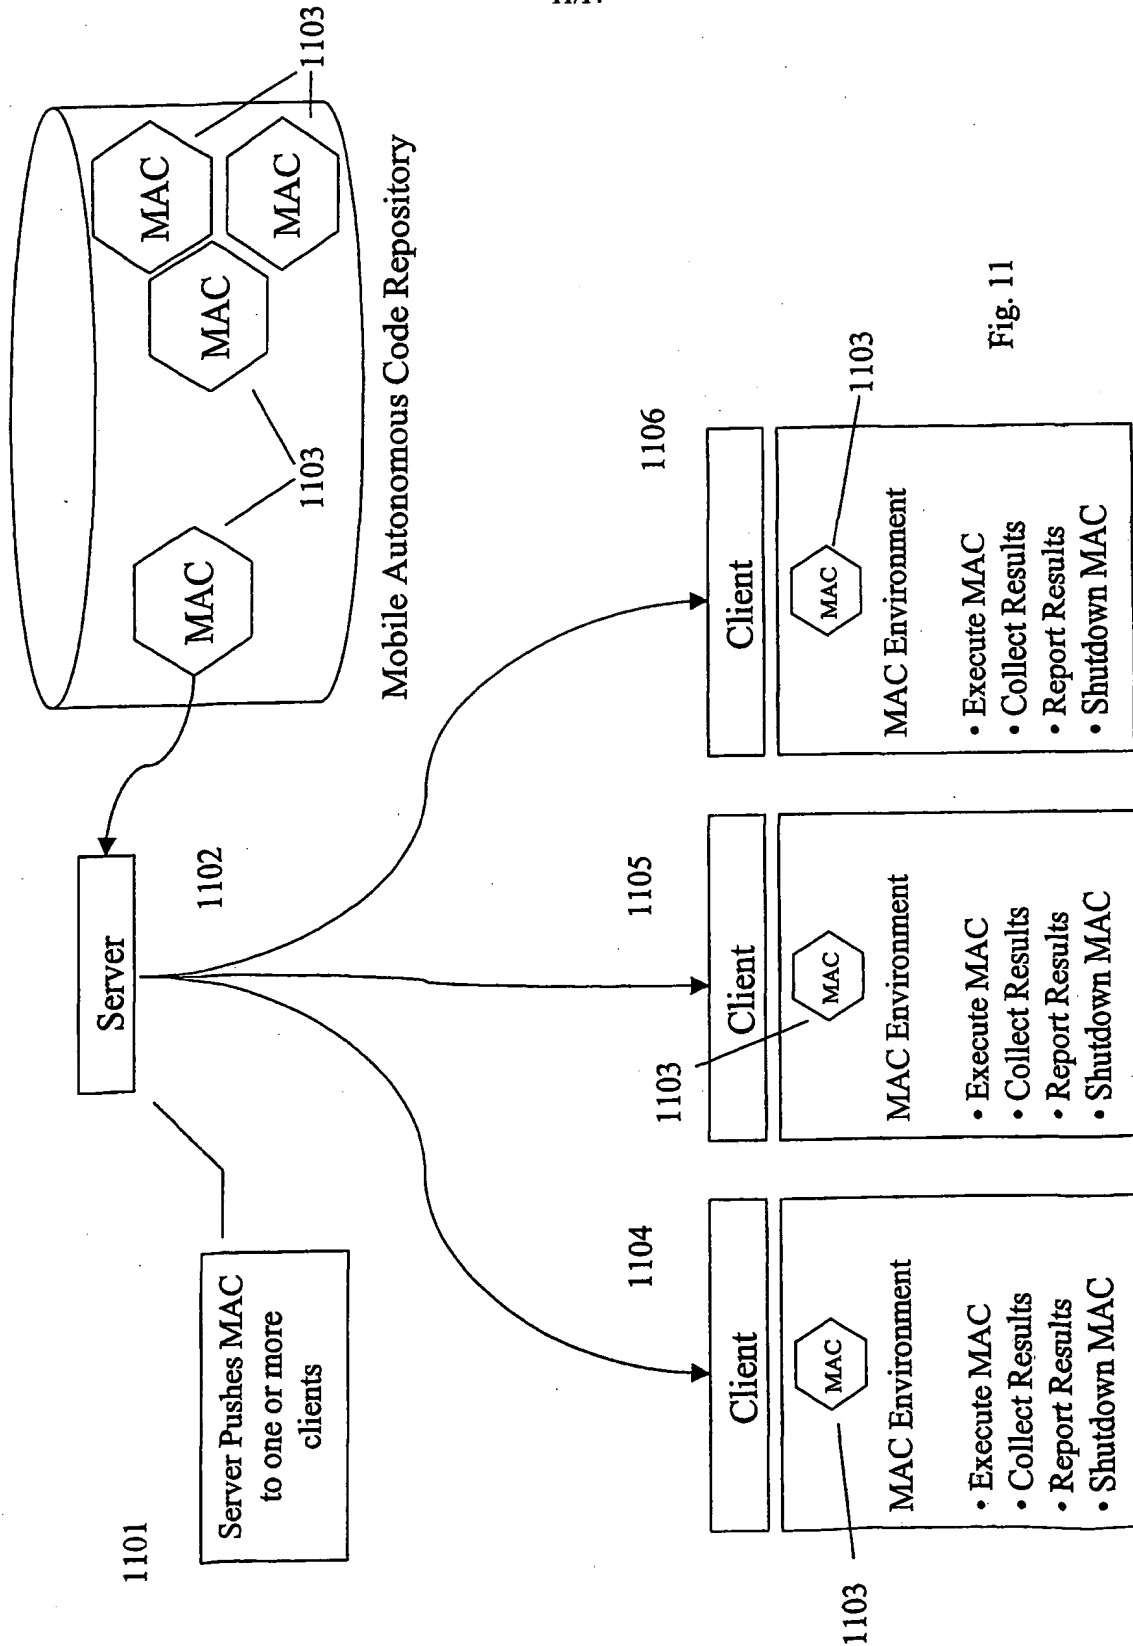 1101
Server Pushes MAC
to one or more
clients
Server
1102
MAC
MAC
MAC
MAC
1103
1103
Mobile Autonomous Code Repository
1104
Client
MAC
1103
MAC Environment
• Execute MAC
• Collect Results
• Report Results
• Shutdown MAC
1105
Client
1103
MAC
MAC Environment
• Execute MAC
• Collect Results
• Report Results
• Shutdown MAC
1106
Client
MAC
1103
MAC Environment
• Execute MAC
• Collect Results
• Report Results
• Shutdown MAC
Fig. 11